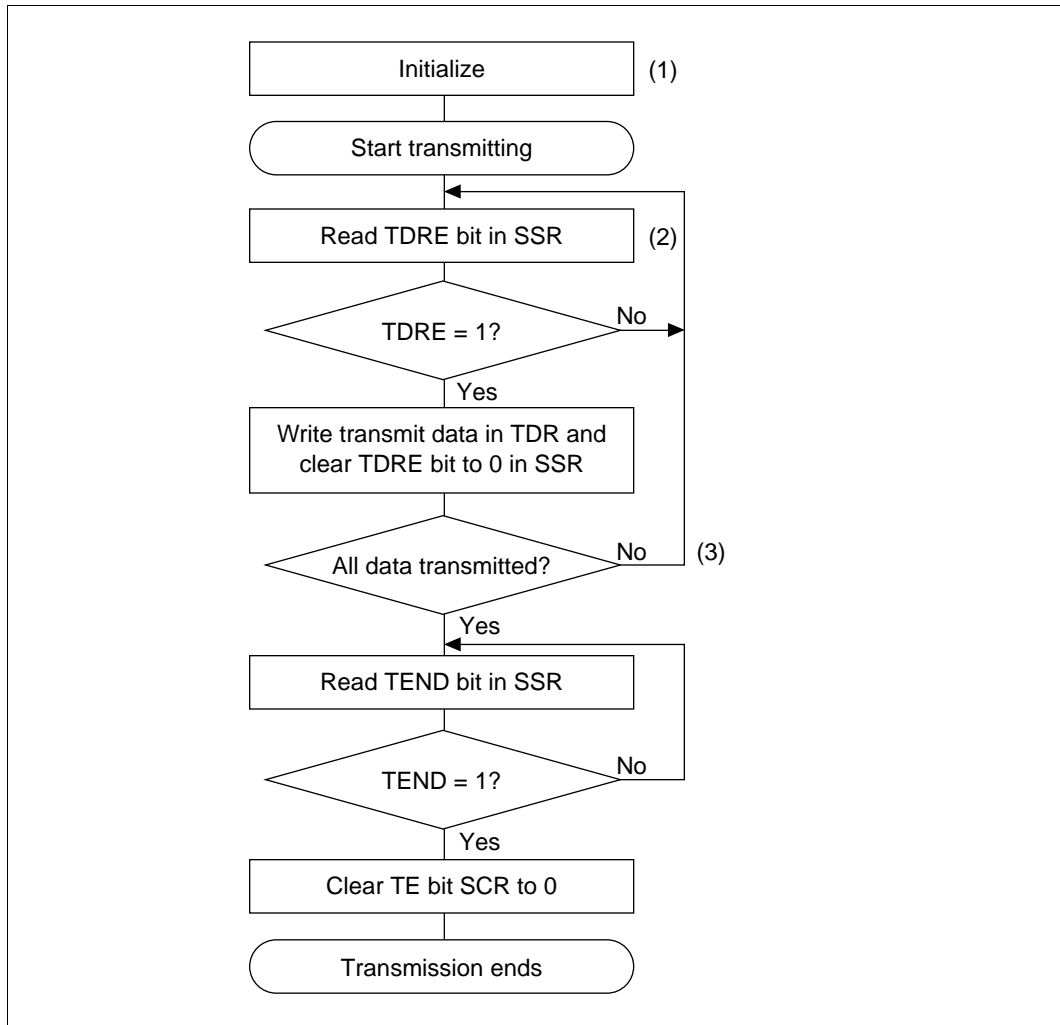 Initialize
(1)
Start transmitting
Read TDRE bit in SSR
(2)
TDRE = 1?
No
Yes
Write transmit data in TDR and
clear TDRE bit to 0 in SSR
All data transmitted?
No
(3)
Yes
Read TEND bit in SSR
TEND = 1?
No
Yes
Clear TE bit SCR to 0
Transmission ends